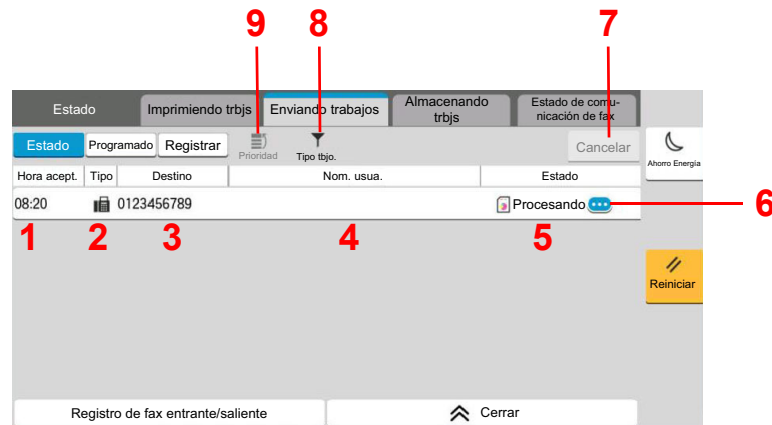 9 8 7
Estado Imprimiendo trbjs Enviando trabajos Almacenando trbjs Estado de comu-nicación de fax
Estado Programado Registrar Prioridad Tipo tbjo. Cancelar Ahorro Energía
Hora acept. Tipo Destino Nom. usua. Estado
08:20 0123456789 Procesando 6
1 2 3 4 5
Reiniciar
Registro de fax entrante/saliente Cerrar